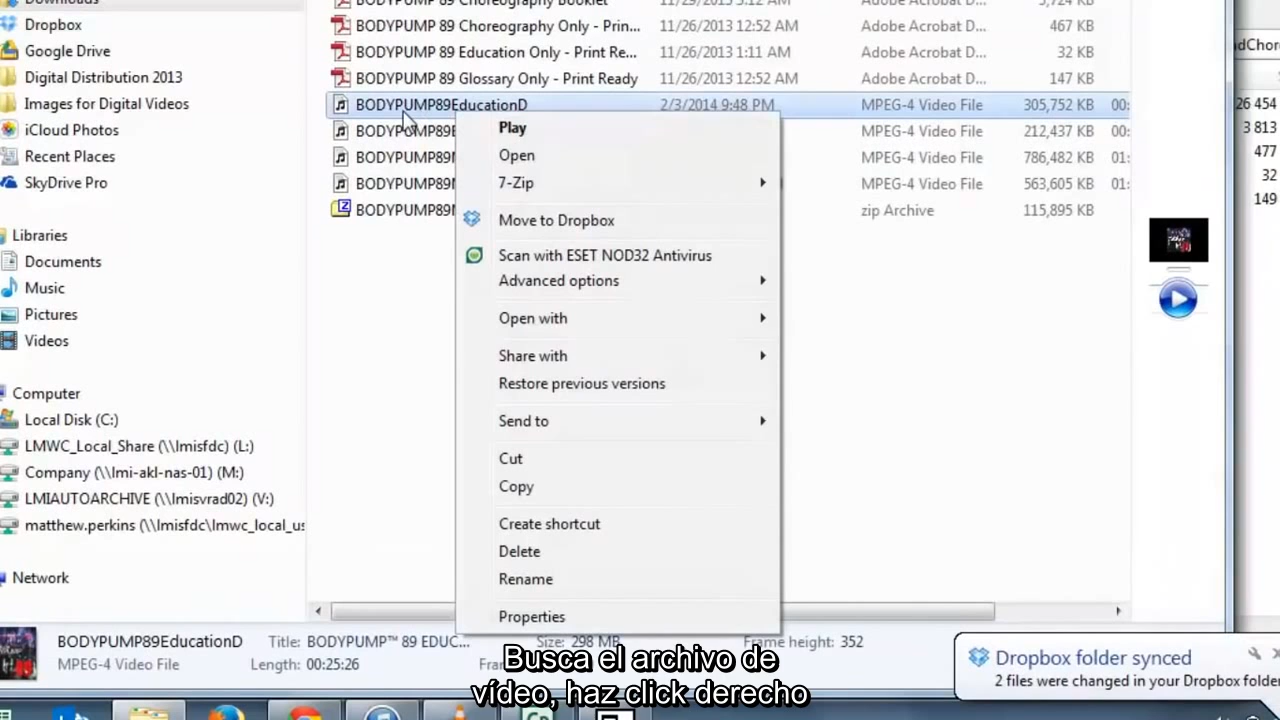 Downloads
Dropbox
Google Drive
Digital Distribution 2013
Images for Digital Videos
iCloud Photos
Recent Places
SkyDrive Pro
Libraries
Documents
Music
Pictures
Videos
Computer
Local Disk (C:)
LMWC_Local_Share (\\lmisfdc) (L:)
Company (\\lmi-akl-nas-01) (M:)
LMIAUTOARCHIVE (\\lmisvrad02) (V:)
matthew.perkins (\\lmisfdc\lmwc_local_us
Network
BODYPUMP 89 Choreography Booklet 11/29/2013 3:12 AM Adobe Acrobat D... 3,724 KB
BODYPUMP 89 Choreography Only - Print... 11/26/2013 12:52 AM Adobe Acrobat D... 467 KB
BODYPUMP 89 Education Only - Print Re... 11/26/2013 1:11 AM Adobe Acrobat D... 32 KB
BODYPUMP 89 Glossary Only - Print Ready 11/26/2013 12:52 AM Adobe Acrobat D... 147 KB
BODYPUMP89EducationD 2/3/2014 9:48 PM MPEG-4 Video File 305,752 KB 00:
BODYPUMP89E MPEG-4 Video File 212,437 KB 00:
BODYPUMP89M MPEG-4 Video File 786,482 KB 01:
BODYPUMP89M MPEG-4 Video File 563,605 KB 01:
BODYPUMP89M zip Archive 115,895 KB
Play
Open
7-Zip
Move to Dropbox
Scan with ESET NOD32 Antivirus
Advanced options
Open with
Share with
Restore previous versions
Send to
Cut
Copy
Create shortcut
Delete
Rename
Properties
adChor
26 454
3 813
477
32
149
BODYPUMP89EducationD Title: BODYPUMP™ 89 EDUC... Size: 298 MB Frame height: 352
MPEG-4 Video File Length: 00:25:26 Fra
Dropbox folder synced
2 files were changed in your Dropbox folder
Busca el archivo de
vídeo, haz click derecho